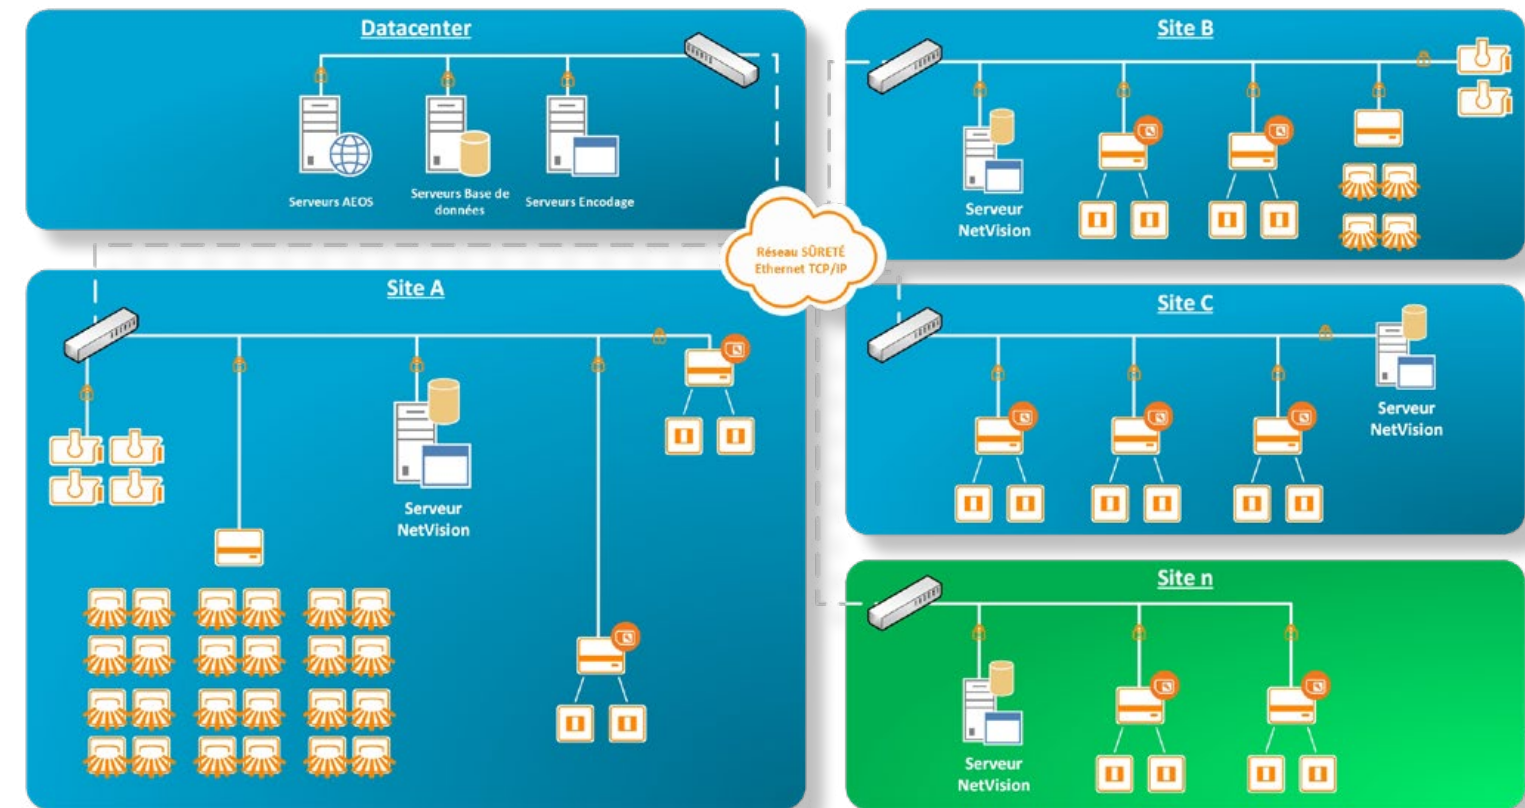 Datacenter
Serveurs AEOS
Serveurs Base de
données
Serveurs Encodage
Réseau SÛRETÉ
Ethernet TCP/IP
Site B
Serveur
NetVision
Site A
Serveur
NetVision
Site C
Serveur
NetVision
Site n
Serveur
NetVision